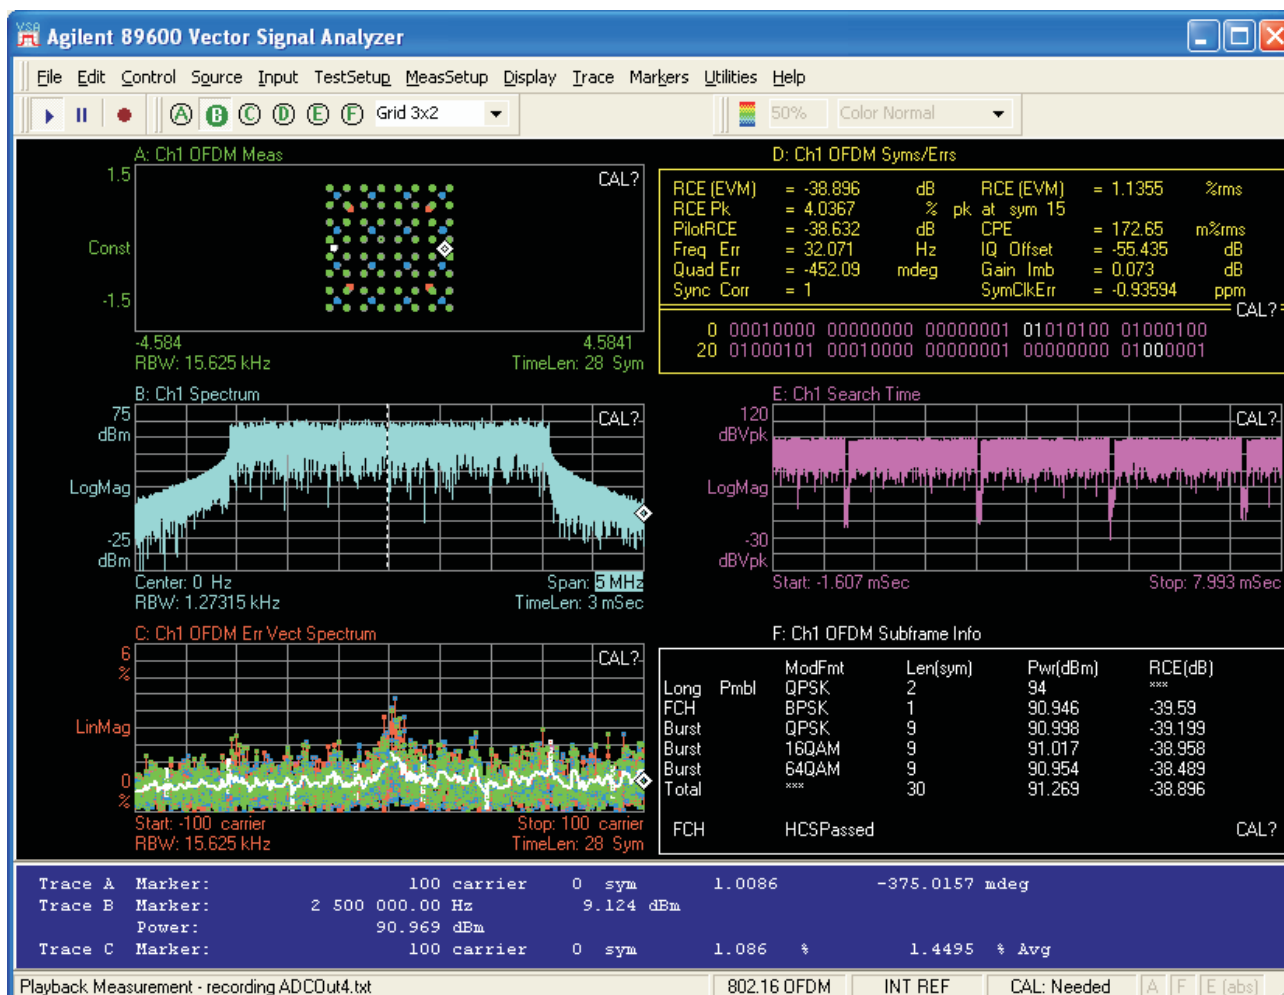 VSA
Agilent 89600 Vector Signal Analyzer
File Edit Control Source Input TestSetup MeasSetup Display Trace Markers Utilities Help
A B C D E F Grid 3x2 50% Color Normal
A: Ch1 OFDM Meas
1.5
CAL?
Const
-1.5
-4.584 4.5841
RBW: 15.625 kHz TimeLen: 28 Sym
D: Ch1 OFDM Syms/Errs
RCE (EVM) = -38.896 dB RCE (EVM) = 1.1355 %rms
RCE Pk = 4.0367 % pk at sym 15
PilotRCE = -38.632 dB CPE = 172.65 m%rms
Freq Err = 32.071 Hz IQ Offset = -55.435 dB
Quad Err = -452.09 mdeg Gain Imb = 0.073 dB
Sync Corr = 1 SymClkErr = -0.93594 ppm
CAL?
0 00010000 00000000 00000001 01010100 01000100
20 01000101 00010000 00000001 00000000 01000001
B: Ch1 Spectrum
75
dBm
CAL?
LogMag
-25
dBm
Center: 0 Hz Span: 5 MHz
RBW: 1.27315 kHz TimeLen: 3 mSec
E: Ch1 Search Time
120
dBVpk
CAL?
LogMag
-30
dBVpk
Start: -1.607 mSec Stop: 7.993 mSec
C: Ch1 OFDM Err Vect Spectrum
6
%
CAL?
LinMag
0
%
Start: -100 carrier Stop: 100 carrier
RBW: 15.625 kHz TimeLen: 28 Sym
F: Ch1 OFDM Subframe Info
ModFmt Len(sym) Pwr(dBm) RCE(dB)
Long Pmbl QPSK 2 94 ***
FCH BPSK 1 90.946 -39.59
Burst QPSK 9 90.998 -39.199
Burst 16QAM 9 91.017 -38.958
Burst 64QAM 9 90.954 -38.489
Total *** 30 91.269 -38.896
FCH HCSPassed CAL?
Trace A Marker: 100 carrier 0 sym 1.0086 -375.0157 mdeg
Trace B Marker: 2 500 000.00 Hz 9.124 dBm
Power: 90.969 dBm
Trace C Marker: 100 carrier 0 sym 1.086 % 1.4495 % Avg
Playback Measurement - recording ADCOut4.txt 802.16 OFDM INT REF CAL: Needed A F E (abs)